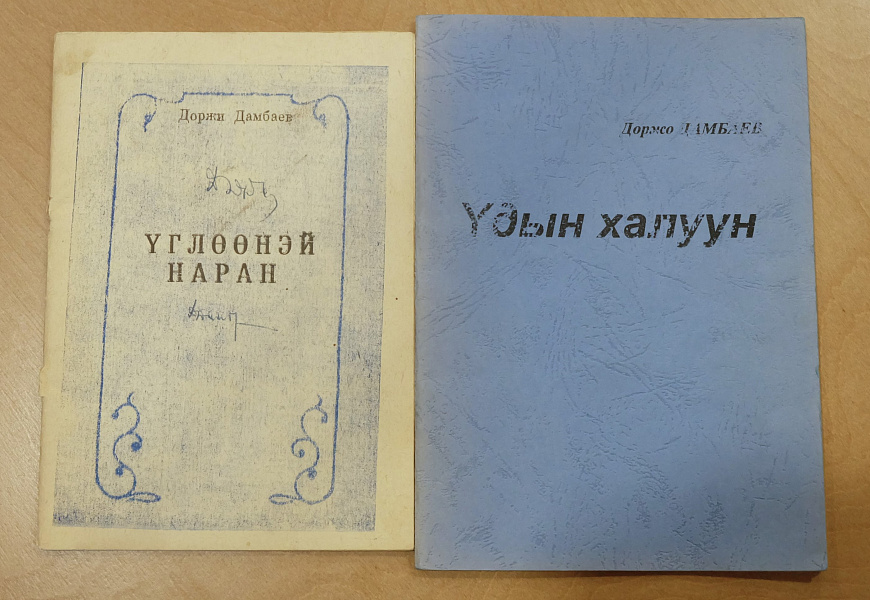 Доржи Дамбаев
ҮГЛӨӨНЭЙ
НАРАН
Доржо ДАМБАЕВ
Үдын халуун